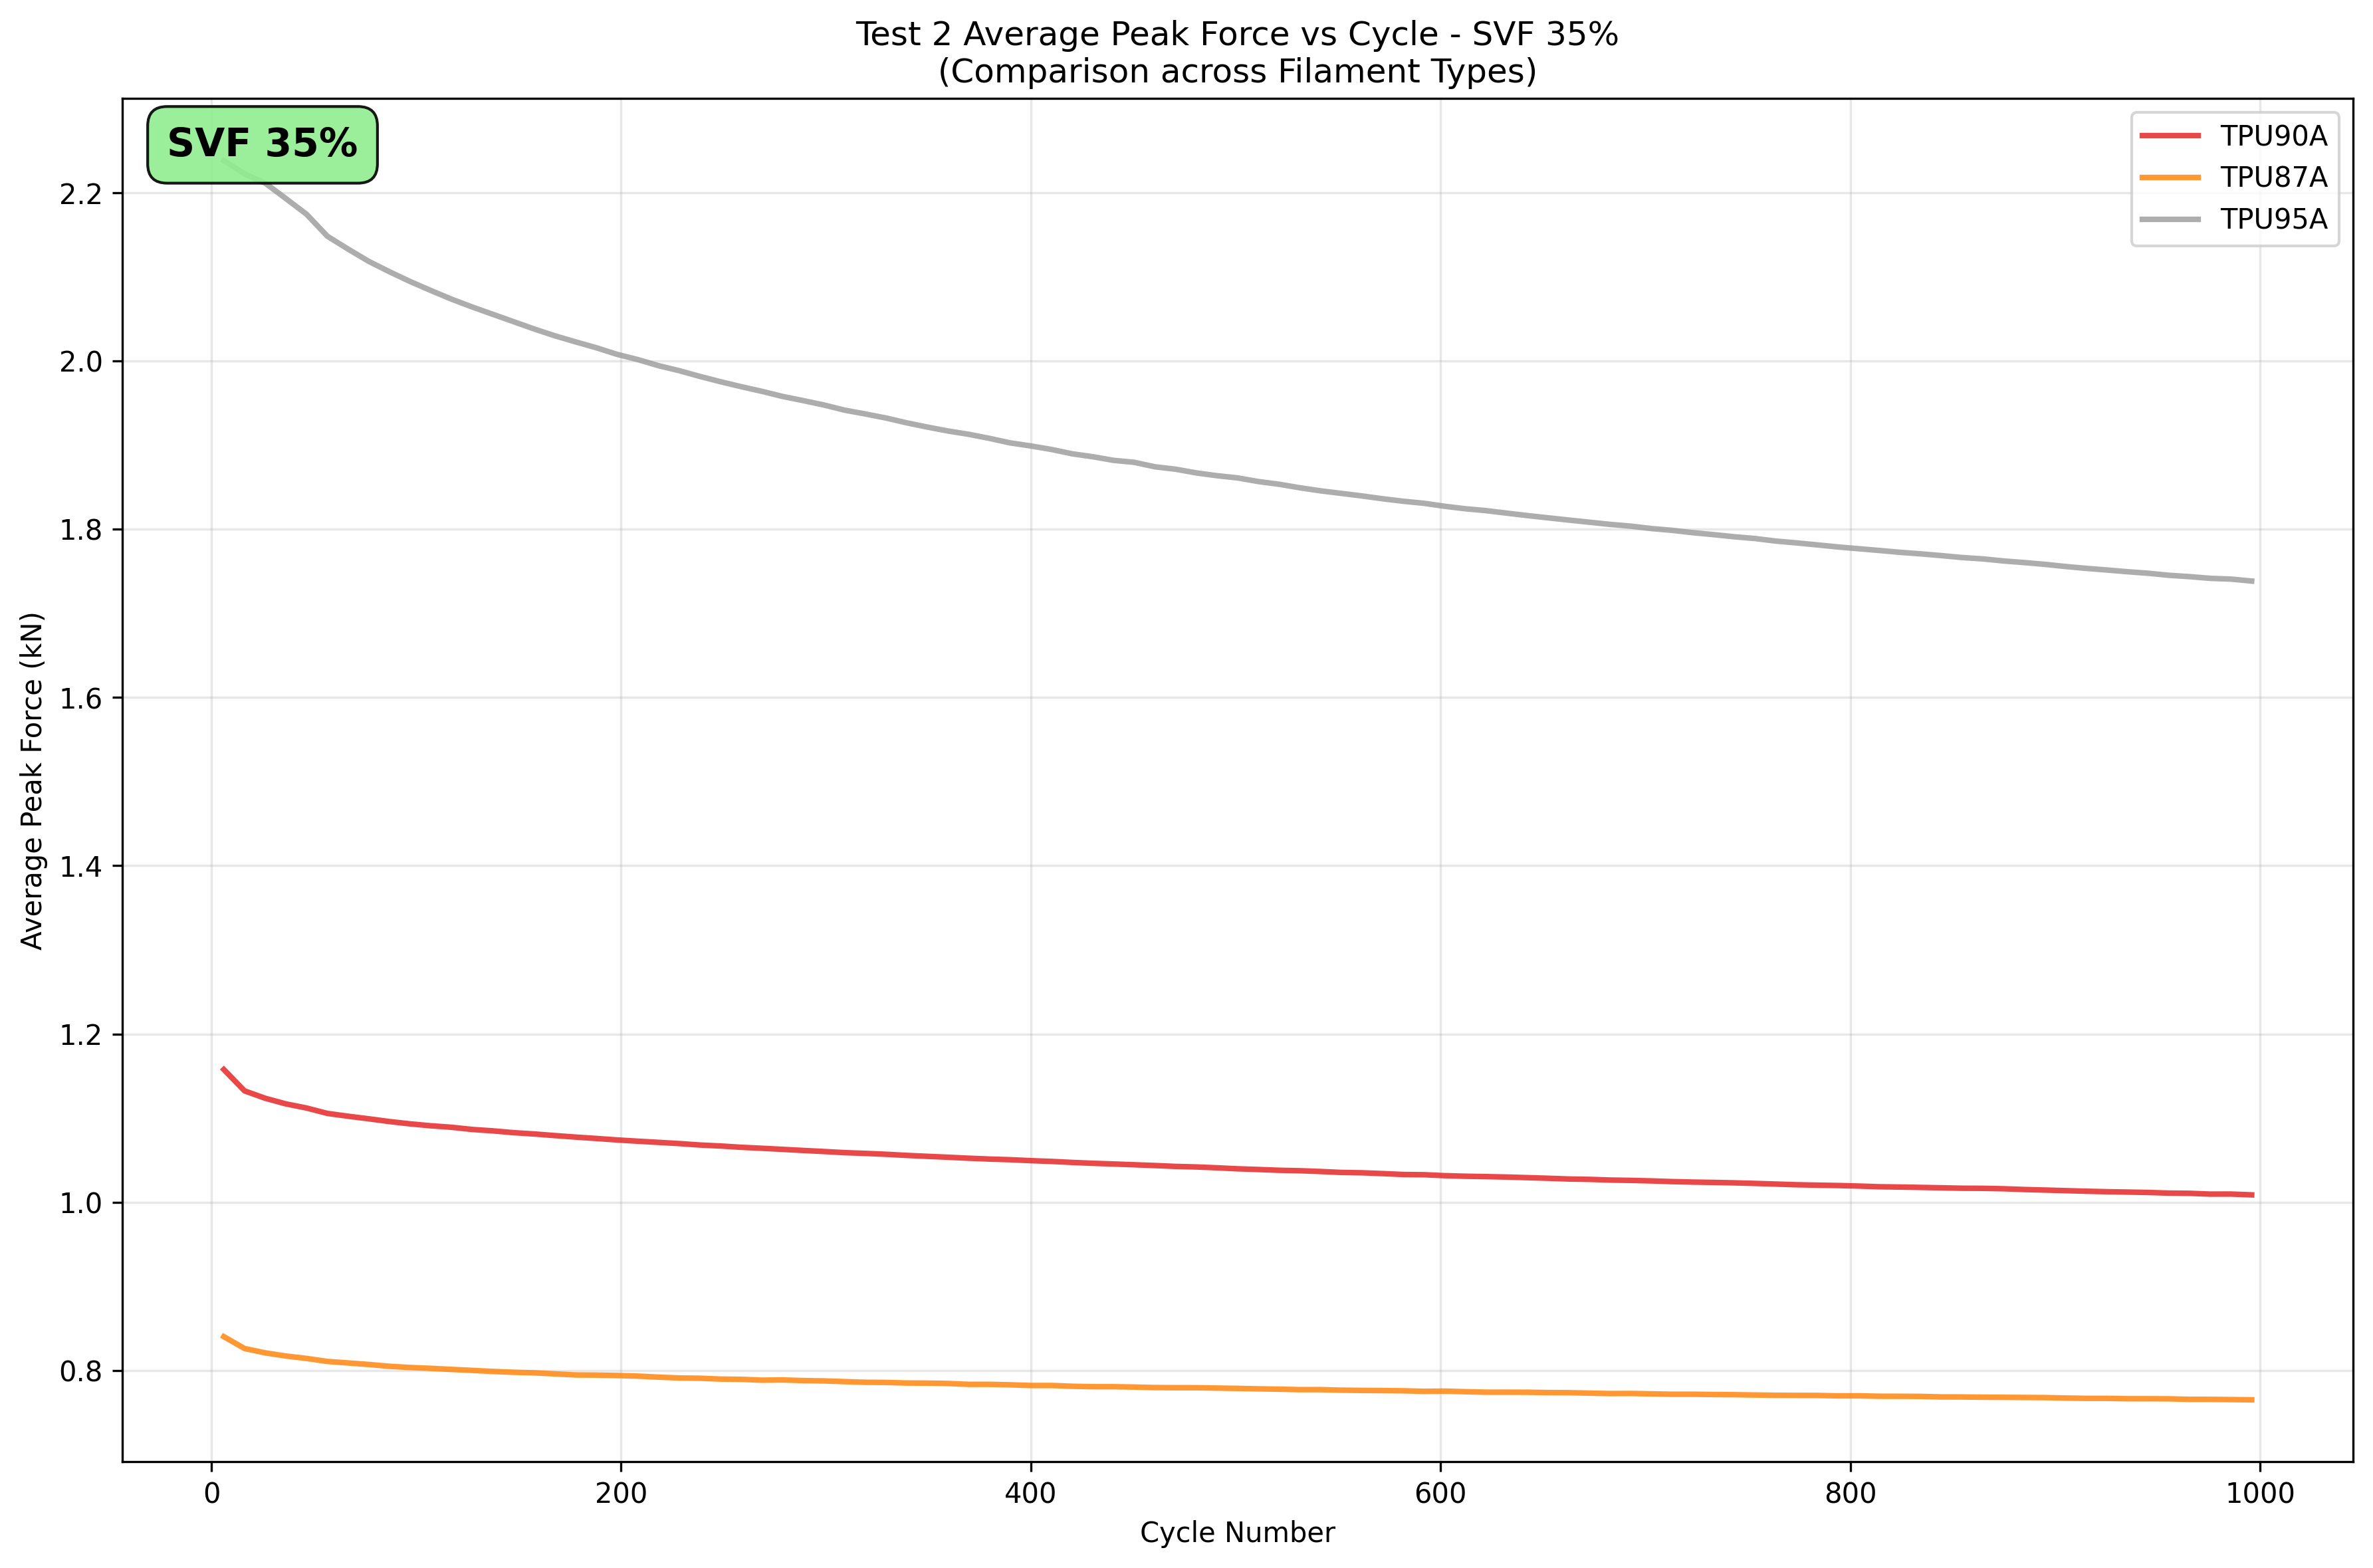 Test 2 Average Peak Force vs Cycle - SVF 35%
(Comparison across Filament Types)
SVF 35%
TPU90A
TPU87A
TPU95A
Average Peak Force (kN)
2.2
2.0
1.8
1.6
1.4
1.2
1.0
0.8
0
200
400
600
800
1000
Cycle Number